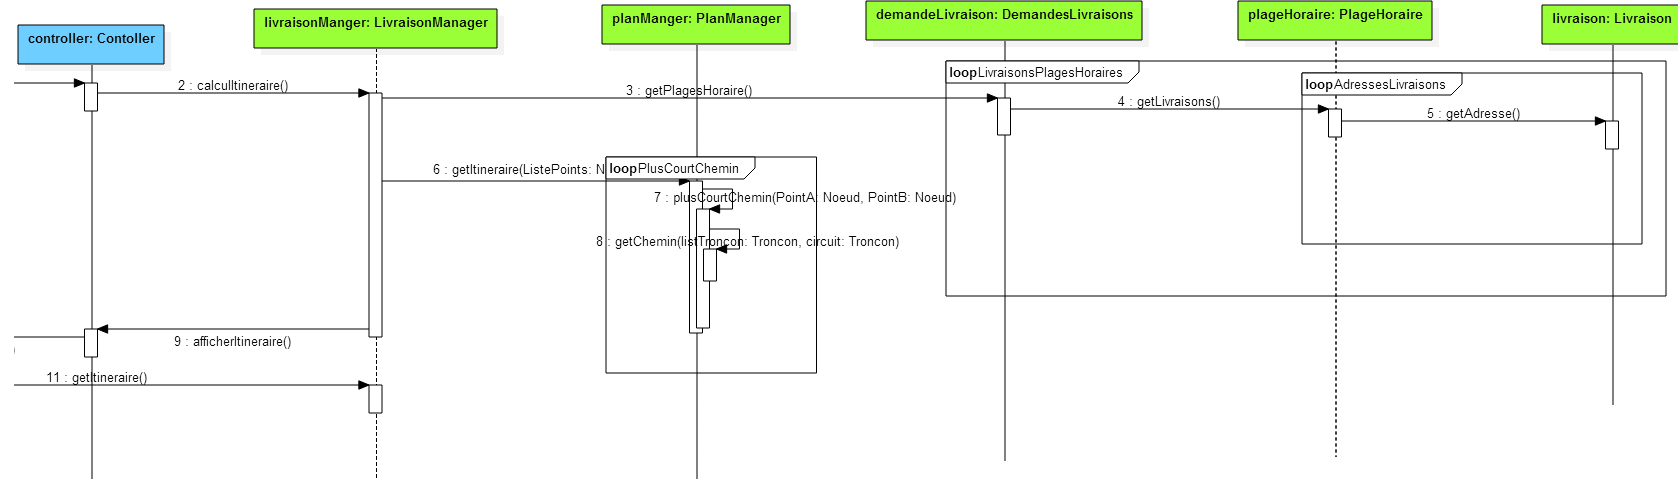 controller: Contoller
livraisonManger: LivraisonManager
planManger: PlanManager
demandeLivraison: DemandesLivraisons
plageHoraire: PlageHoraire
livraison: Livraison
loop LivraisonsPlagesHoraires
loop AdressesLivraisons
2 : calculItineraire()
3 : getPlagesHoraire()
4 : getLivraisons()
5 : getAdresse()
6 : getItineraire(ListePoints: N
loop PlusCourtChemin
7 : plusCourtChemin(PointA: Noeud, PointB: Noeud)
8 : getChemin(listTroncon: Troncon, circuit: Troncon)
9 : afficherItineraire()
)
11 : getItineraire()